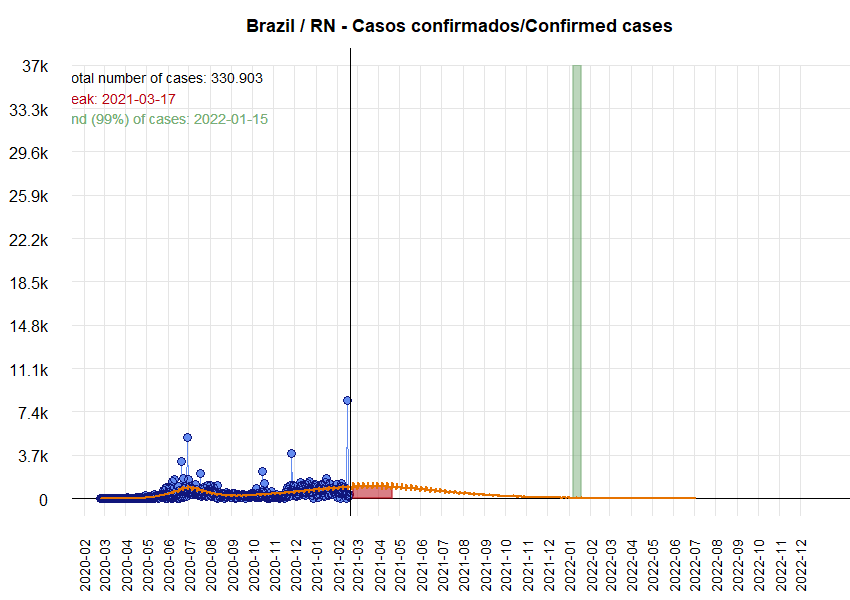 Brazil / RN - Casos confirmados/Confirmed cases
37k
otal number of cases: 330.903
eak: 2021-03-17
33.3k
nd (99%) of cases: 2022-01-15
29.6k
25.9k
22.2k
18.5k
14.8k
11.1k
7.4k
3.7k
0
2020-02
2020-03
2020-04
2020-05
2020-06
2020-07
2020-08
2020-09
2020-10
2020-11
2020-12
2021-01
2021-02
2021-03
2021-04
2021-05
2021-06
2021-07
2021-08
2021-09
2021-10
2021-11
2021-12
2022-01
2022-02
2022-03
2022-04
2022-05
2022-06
2022-07
2022-08
2022-09
2022-10
2022-11
2022-12